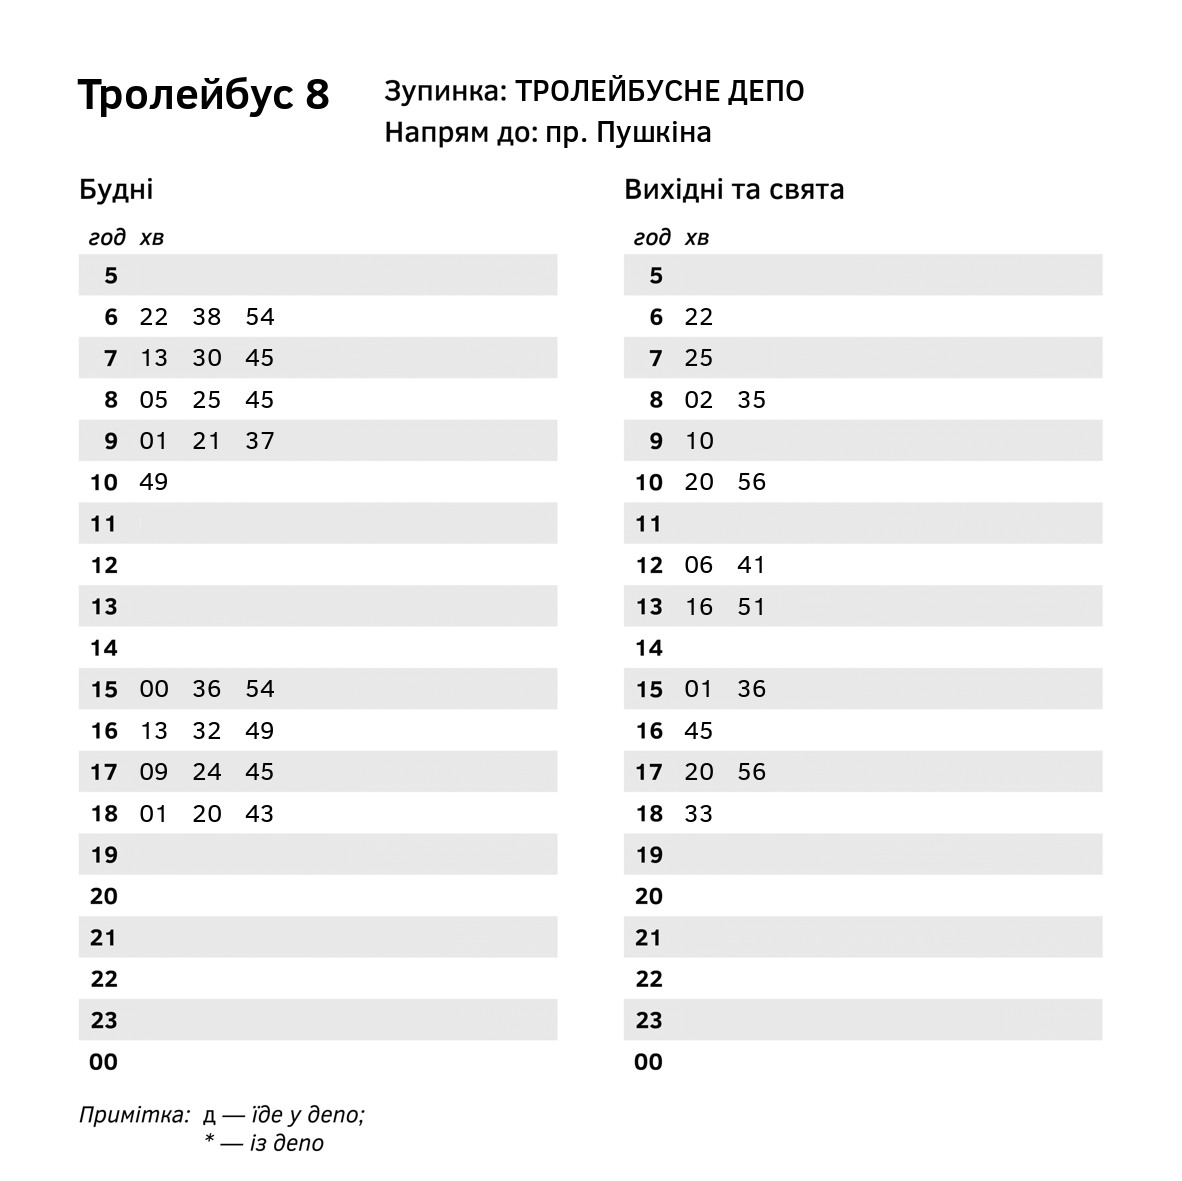 Тролейбус 8
Зупинка: ТРОЛЕЙБУСНЕ ДЕПО
Напрям до: пр. Пушкіна
Будні
год хв
5
6 22 38 54
7 13 30 45
8 05 25 45
9 01 21 37
10 49
11
12
13
14
15 00 36 54
16 13 32 49
17 09 24 45
18 01 20 43
19
20
21
22
23
00
Вихідні та свята
год хв
5
6 22
7 25
8 02 35
9 10
10 20 56
11
12 06 41
13 16 51
14
15 01 36
16 45
17 20 56
18 33
19
20
21
22
23
00
Примітка: д — їде у депо;
* — із депо